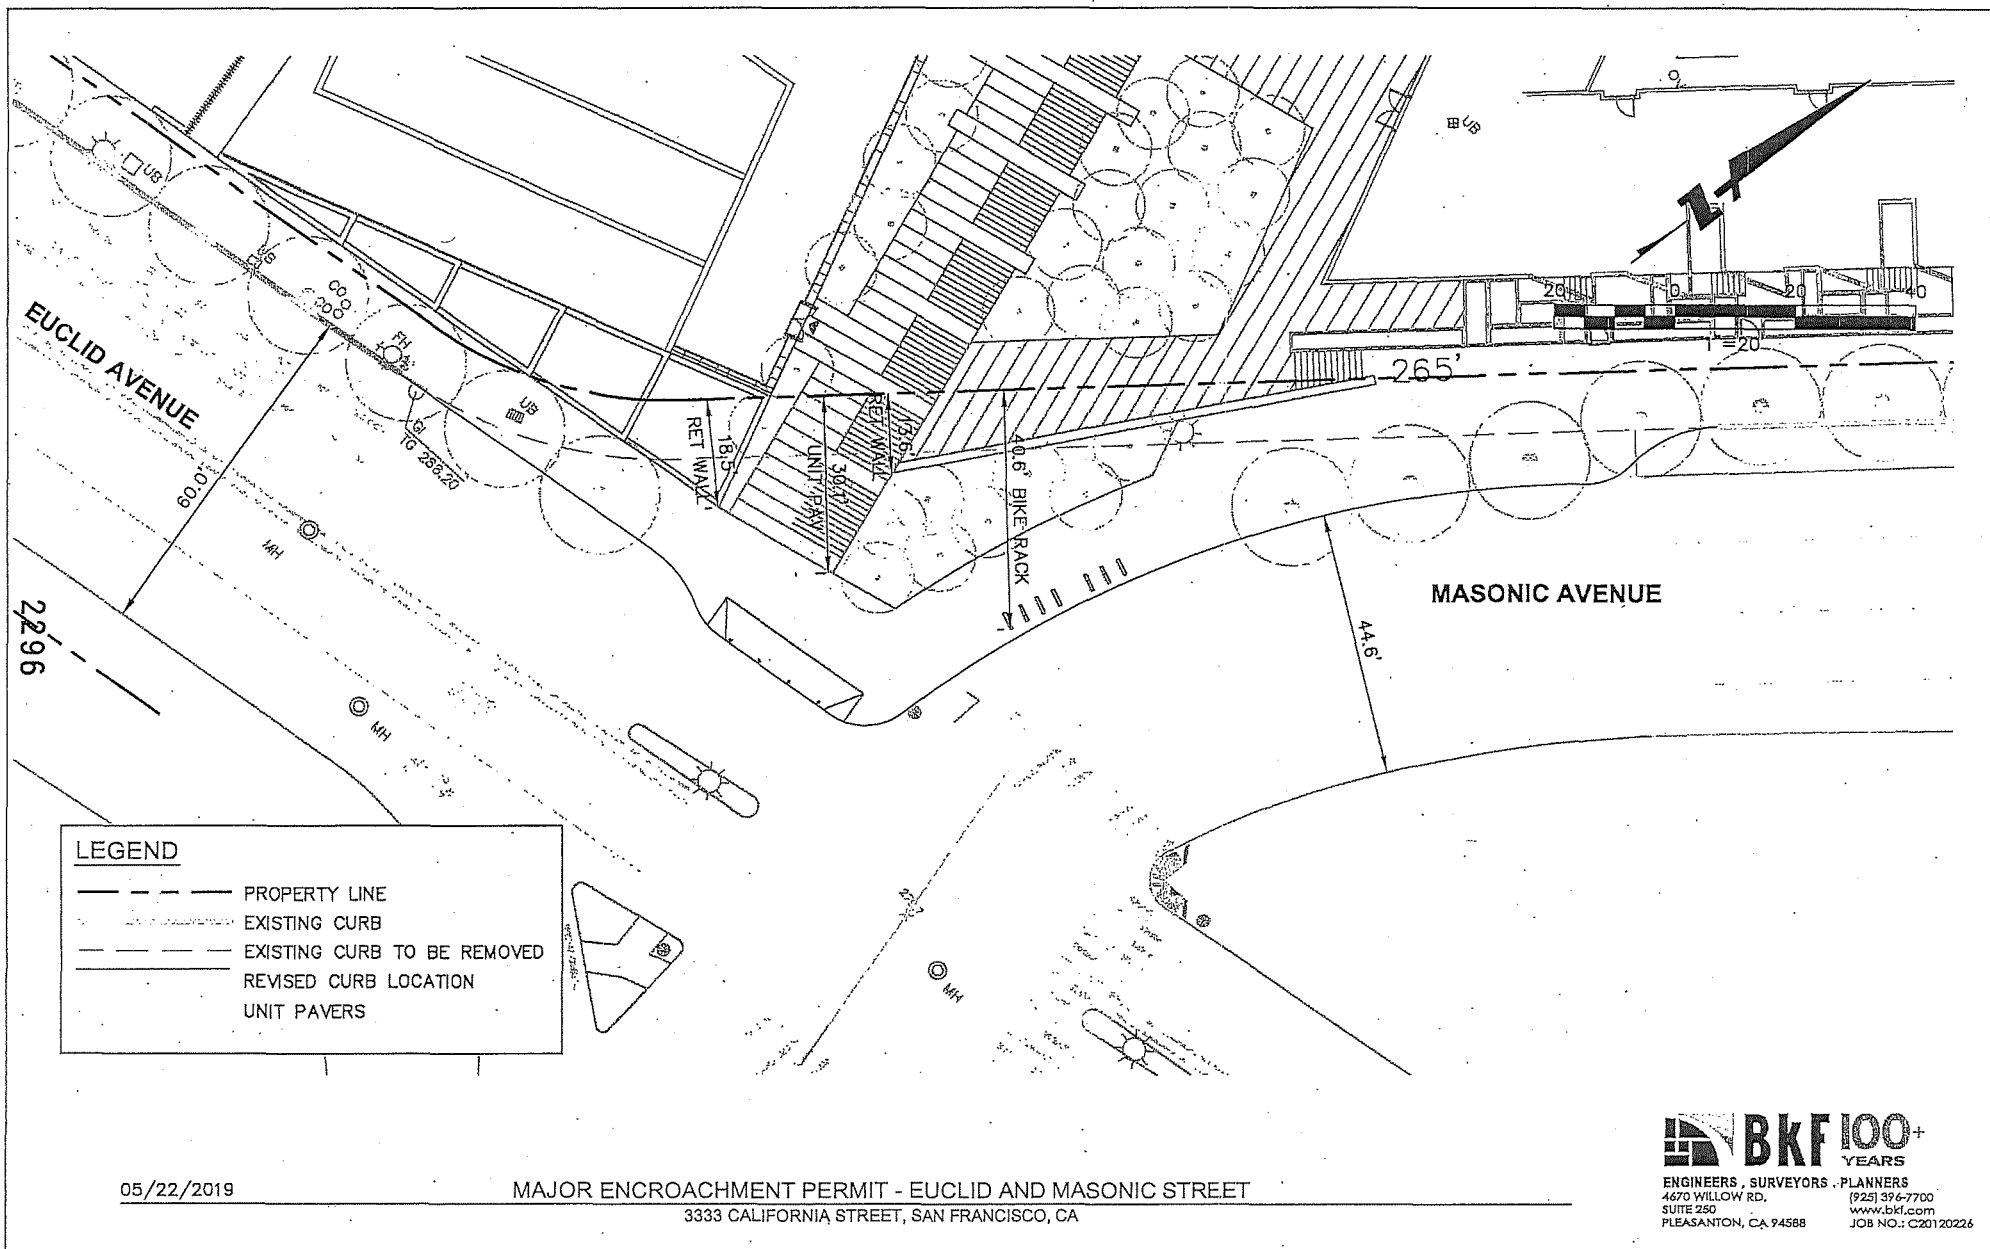 UB
UB
UB
UB
EUCLID AVENUE
FH
GI
TG 256.20
60.0'
MH
2296
MH
18.5'
RET WALL
30.1'
UNIT PAV
RET WALL
BIKE RACK
265'
20
0
20
40
1"=20'
MASONIC AVENUE
44.6'
MH
LEGEND
PROPERTY LINE
EXISTING CURB
EXISTING CURB TO BE REMOVED
REVISED CURB LOCATION
UNIT PAVERS
05/22/2019
MAJOR ENCROACHMENT PERMIT - EUCLID AND MASONIC STREET
3333 CALIFORNIA STREET, SAN FRANCISCO, CA
BKF 100+
YEARS
ENGINEERS . SURVEYORS . PLANNERS
4670 WILLOW RD. (925) 396-7700
SUITE 250 www.bkf.com
PLEASANTON, CA 94588 JOB NO.: C20120226